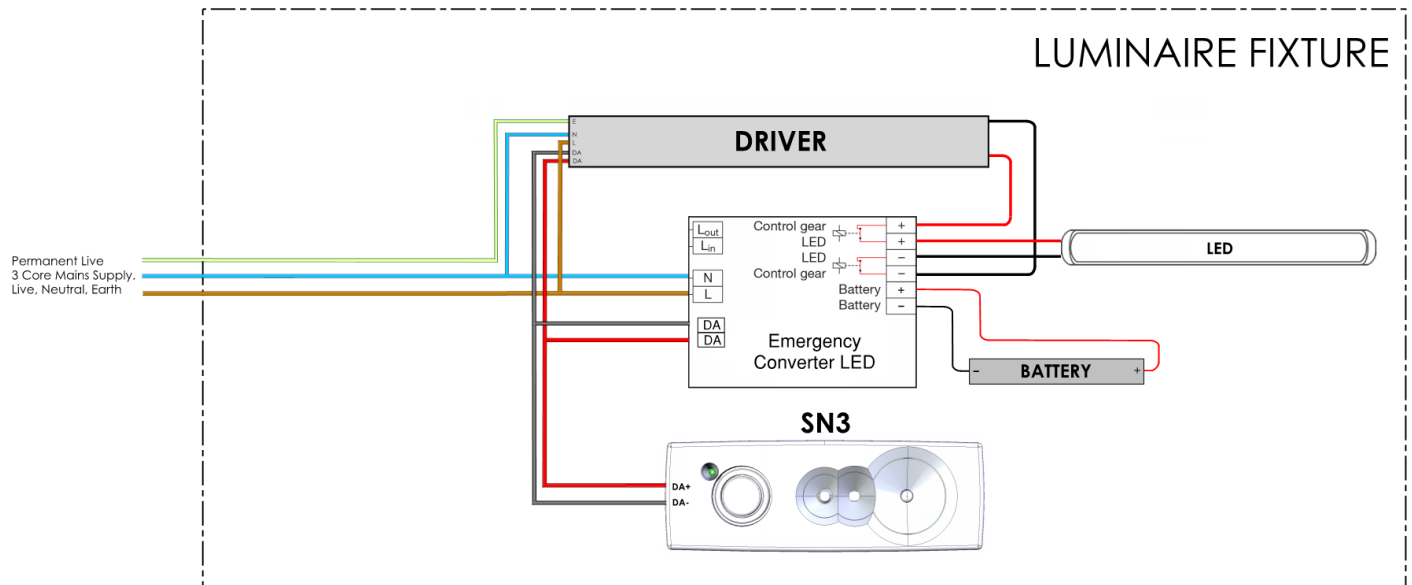 LUMINAIRE FIXTURE
E
N
L
DA
DA
DRIVER
Permanent Live
3 Core Mains Supply.
Live, Neutral, Earth
Lout
Lin
N
L
DA
DA
Control gear +
LED +
LED −
Control gear −
Battery +
Battery −
Emergency
Converter LED
LED
− BATTERY +
SN3
DA+
DA-